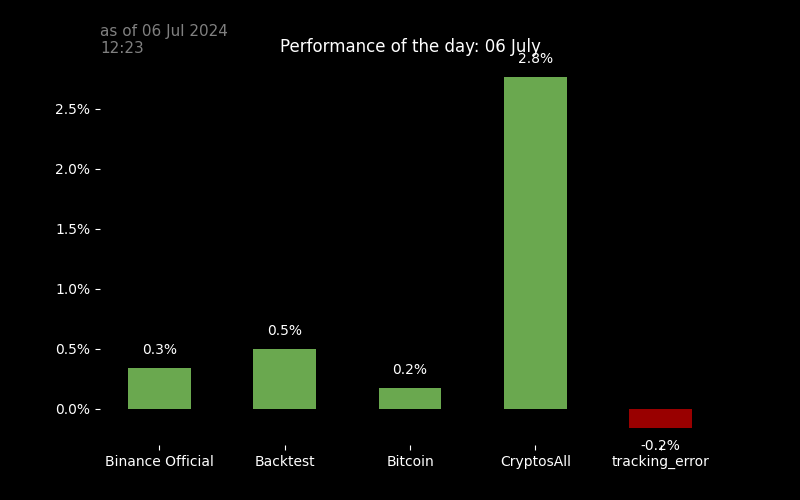 as of 06 Jul 2024
12:23
Performance of the day: 06 July
2.8%
2.5%
2.0%
1.5%
1.0%
0.5%
0.5%
0.3%
0.2%
0.0%
-0.2%
Binance Official
Backtest
Bitcoin
CryptosAll
tracking_error